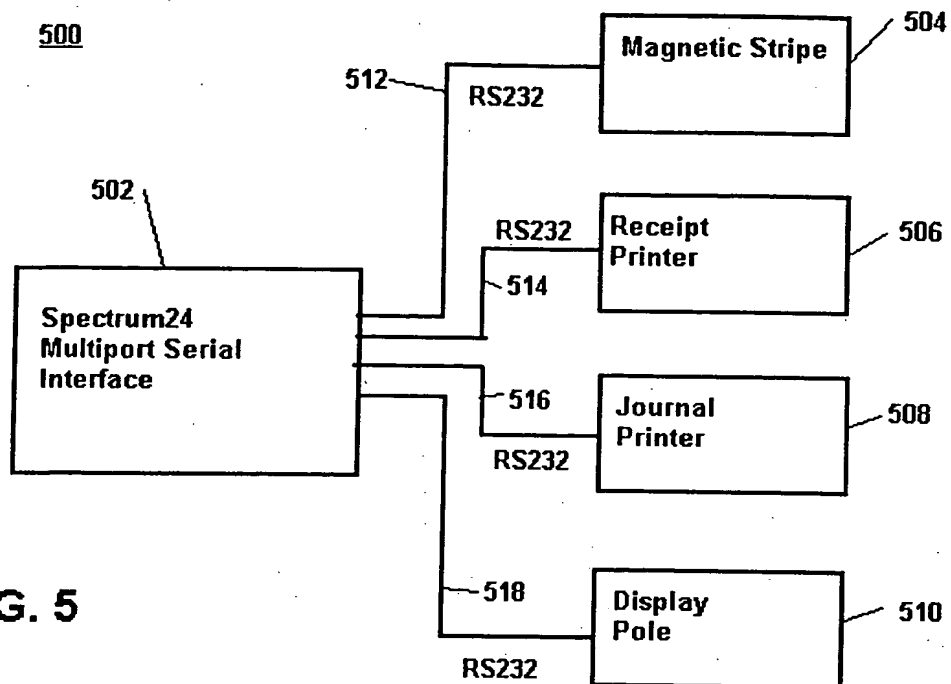 500
504
Magnetic Stripe
512
RS232
502
RS232
Receipt
Printer
506
514
Spectrum24
Multiport Serial
Interface
516
Journal
Printer
508
RS232
518
G. 5
Display
Pole
510
RS232